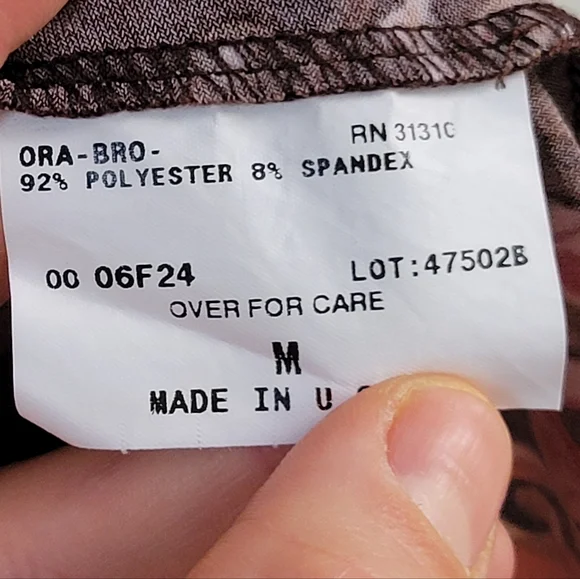 RN 31310
ORA-BRO-
92% POLYESTER 8% SPANDEX
00 06F24 LOT:47502B
OVER FOR CARE
M
MADE IN U